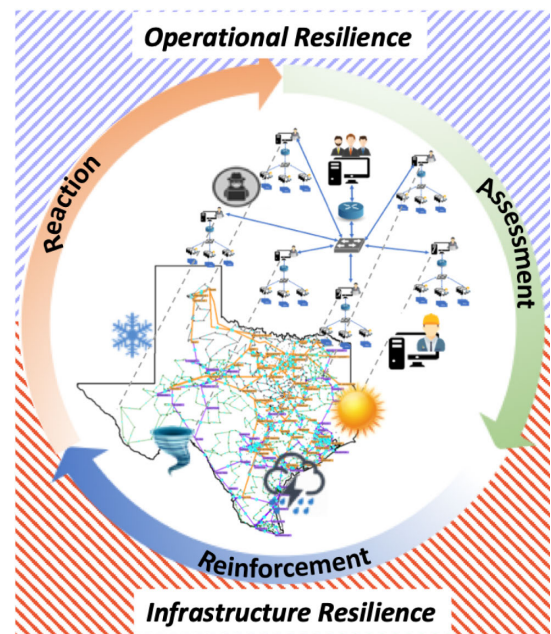 Operational Resilience
Reaction
Assessment
Reinforcement
Infrastructure Resilience